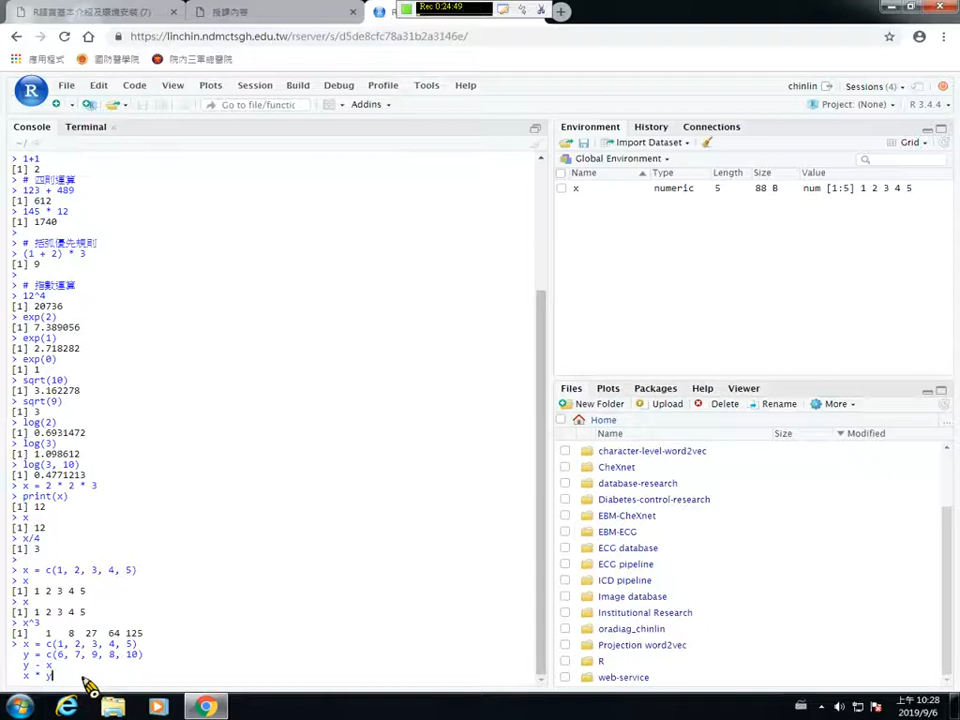 R語言基本介紹及環境安裝 (7)
授課內容
Rec 0:24:49
https://linchin.ndmctsgh.edu.tw/rserver/s/d5de8cfc78a31b2a3146e/
應用程式
國防醫學院
院內三軍總醫院
File Edit Code View Plots Session Build Debug Profile Tools Help
chinlin
Sessions (4)
Go to file/functic
Addins
Project: (None)
R 3.4.4
Console Terminal
~/
> 1+1
[1] 2
> # 四則運算
> 123 + 489
[1] 612
> 145 * 12
[1] 1740
>
> # 括弧優先規則
> (1 + 2) * 3
[1] 9
>
> # 指數運算
> 12^4
[1] 20736
> exp(2)
[1] 7.389056
> exp(1)
[1] 2.718282
> exp(0)
[1] 1
> sqrt(10)
[1] 3.162278
> sqrt(9)
[1] 3
> log(2)
[1] 0.6931472
> log(3)
[1] 1.098612
> log(3, 10)
[1] 0.4771213
> x = 2 * 2 * 3
> print(x)
[1] 12
> x
[1] 12
> x/4
[1] 3
>
> x = c(1, 2, 3, 4, 5)
> x
[1] 1 2 3 4 5
> x
[1] 1 2 3 4 5
> x^3
[1] 1 8 27 64 125
> x = c(1, 2, 3, 4, 5)
y = c(6, 7, 9, 8, 10)
y - x
x * y
Environment History Connections
Import Dataset
Grid
Global Environment
Name Type Length Size Value
x numeric 5 88 B num [1:5] 1 2 3 4 5
Files Plots Packages Help Viewer
New Folder Upload Delete Rename More
Home
Name Size Modified
character-level-word2vec
CheXnet
database-research
Diabetes-control-research
EBM-CheXnet
EBM-ECG
ECG database
ECG pipeline
ICD pipeline
Image database
Institutional Research
oradiag_chinlin
Projection workflow
R
web-service
上午 10:28
2019/9/6